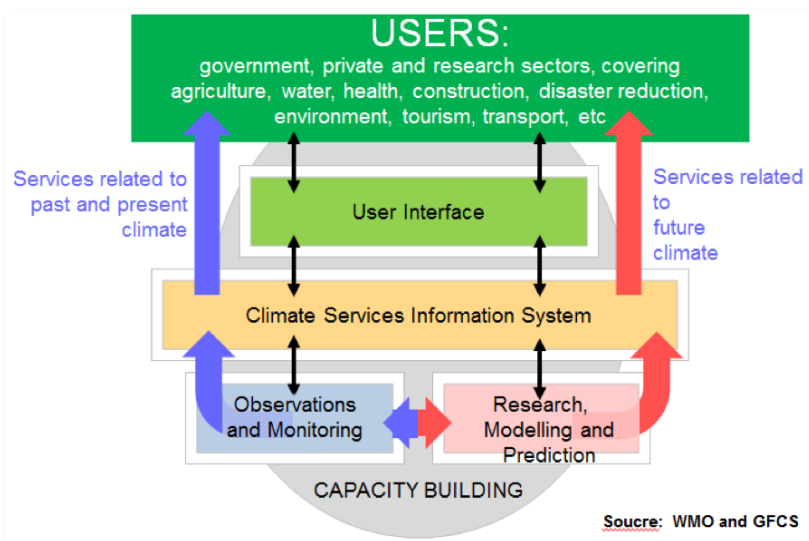 USERS:
government, private and research sectors, covering
agriculture, water, health, construction, disaster reduction,
environment, tourism, transport, etc
Services related to
past and present
climate
Services related
to
future
climate
User Interface
Climate Services Information System
Observations
and Monitoring
Research,
Modelling and
Prediction
CAPACITY BUILDING
Soucre: WMO and GFCS